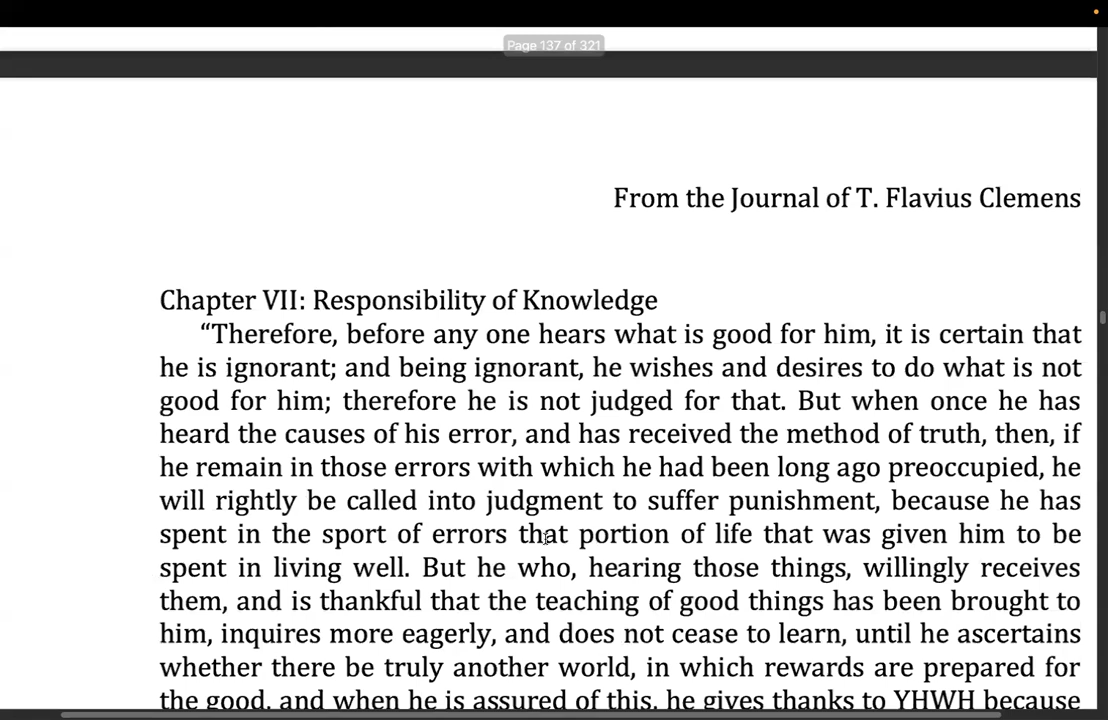 Page 137 of 321
From the Journal of T. Flavius Clemens
Chapter VII: Responsibility of Knowledge
“Therefore, before any one hears what is good for him, it is certain that
he is ignorant; and being ignorant, he wishes and desires to do what is not
good for him; therefore he is not judged for that. But when once he has
heard the causes of his error, and has received the method of truth, then, if
he remain in those errors with which he had been long ago preoccupied, he
will rightly be called into judgment to suffer punishment, because he has
spent in the sport of errors that portion of life that was given him to be
spent in living well. But he who, hearing those things, willingly receives
them, and is thankful that the teaching of good things has been brought to
him, inquires more eagerly, and does not cease to learn, until he ascertains
whether there be truly another world, in which rewards are prepared for
the good, and when he is assured of this, he gives thanks to YHWH because